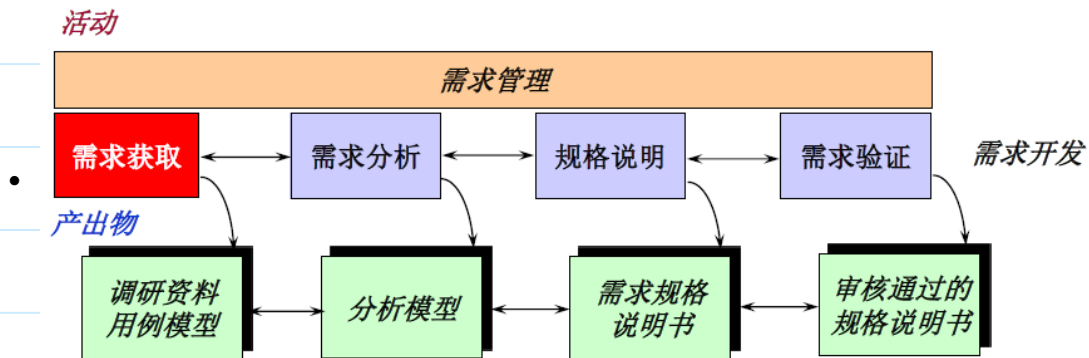 活动
需求管理
需求获取
需求分析
规格说明
需求验证
需求开发
产出物
调研资料
用例模型
分析模型
需求规格
说明书
审核通过的
规格说明书